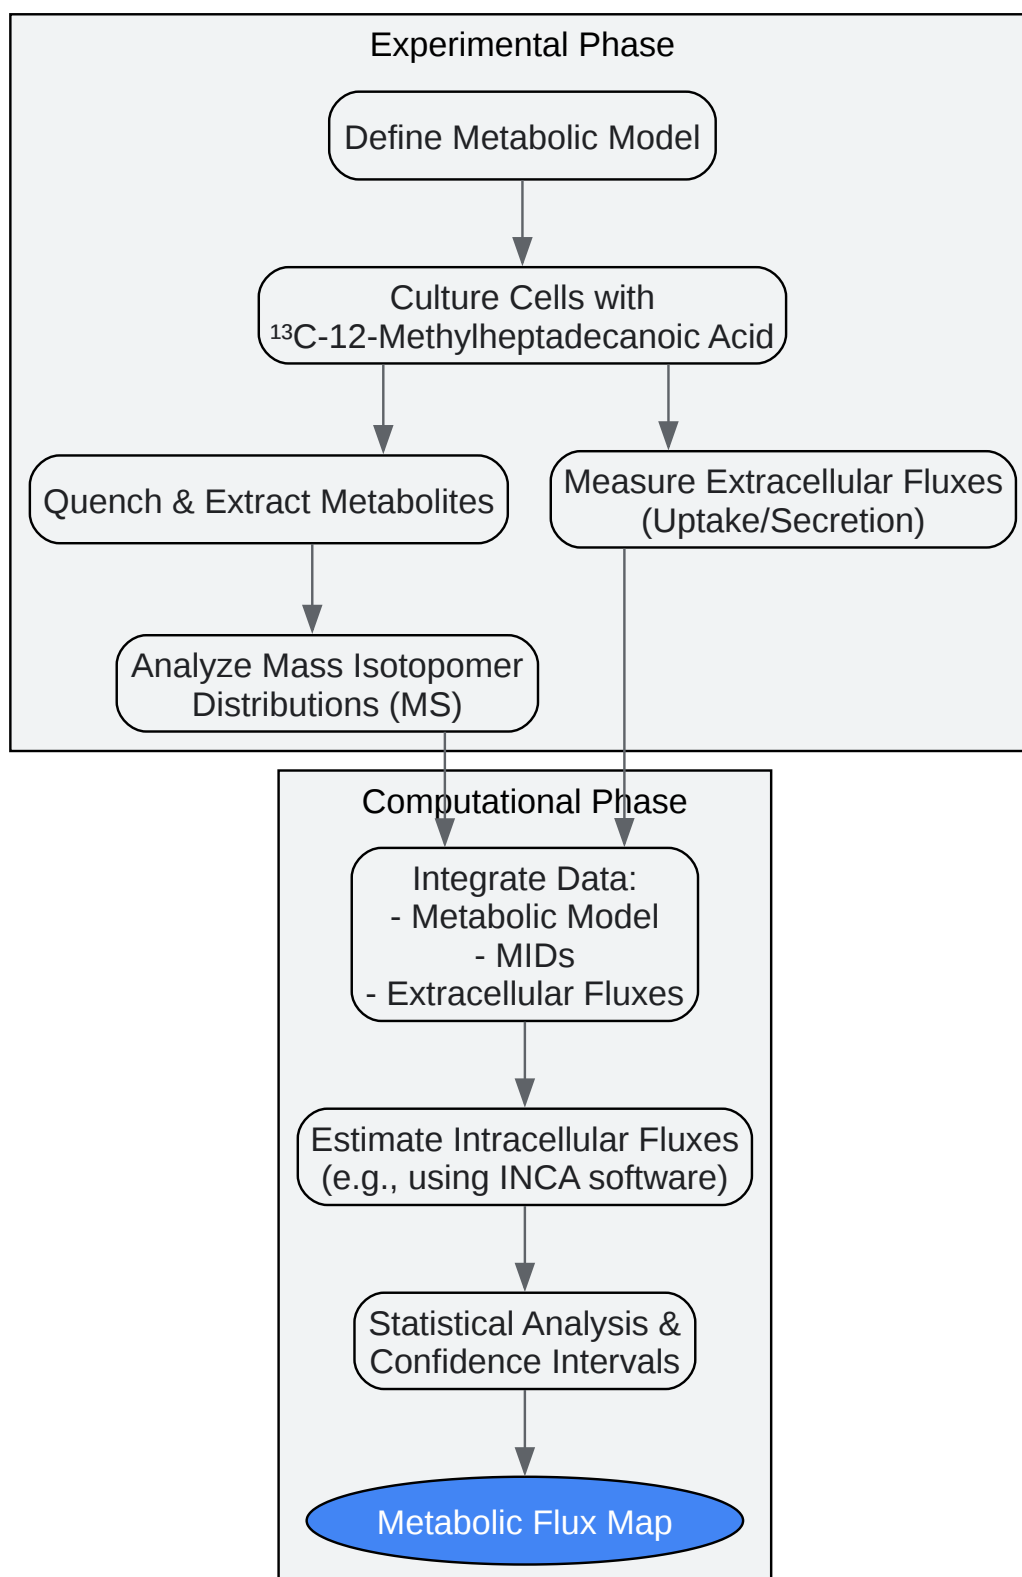 Experimental Phase
Define Metabolic Model
Culture Cells with
¹³C-12-Methylheptadecanoic Acid
Quench & Extract Metabolites
Measure Extracellular Fluxes
(Uptake/Secretion)
Analyze Mass Isotopomer
Distributions (MS)
Computational Phase
Integrate Data:
- Metabolic Model
- MIDs
- Extracellular Fluxes
Estimate Intracellular Fluxes
(e.g., using INCA software)
Statistical Analysis &
Confidence Intervals
Metabolic Flux Map